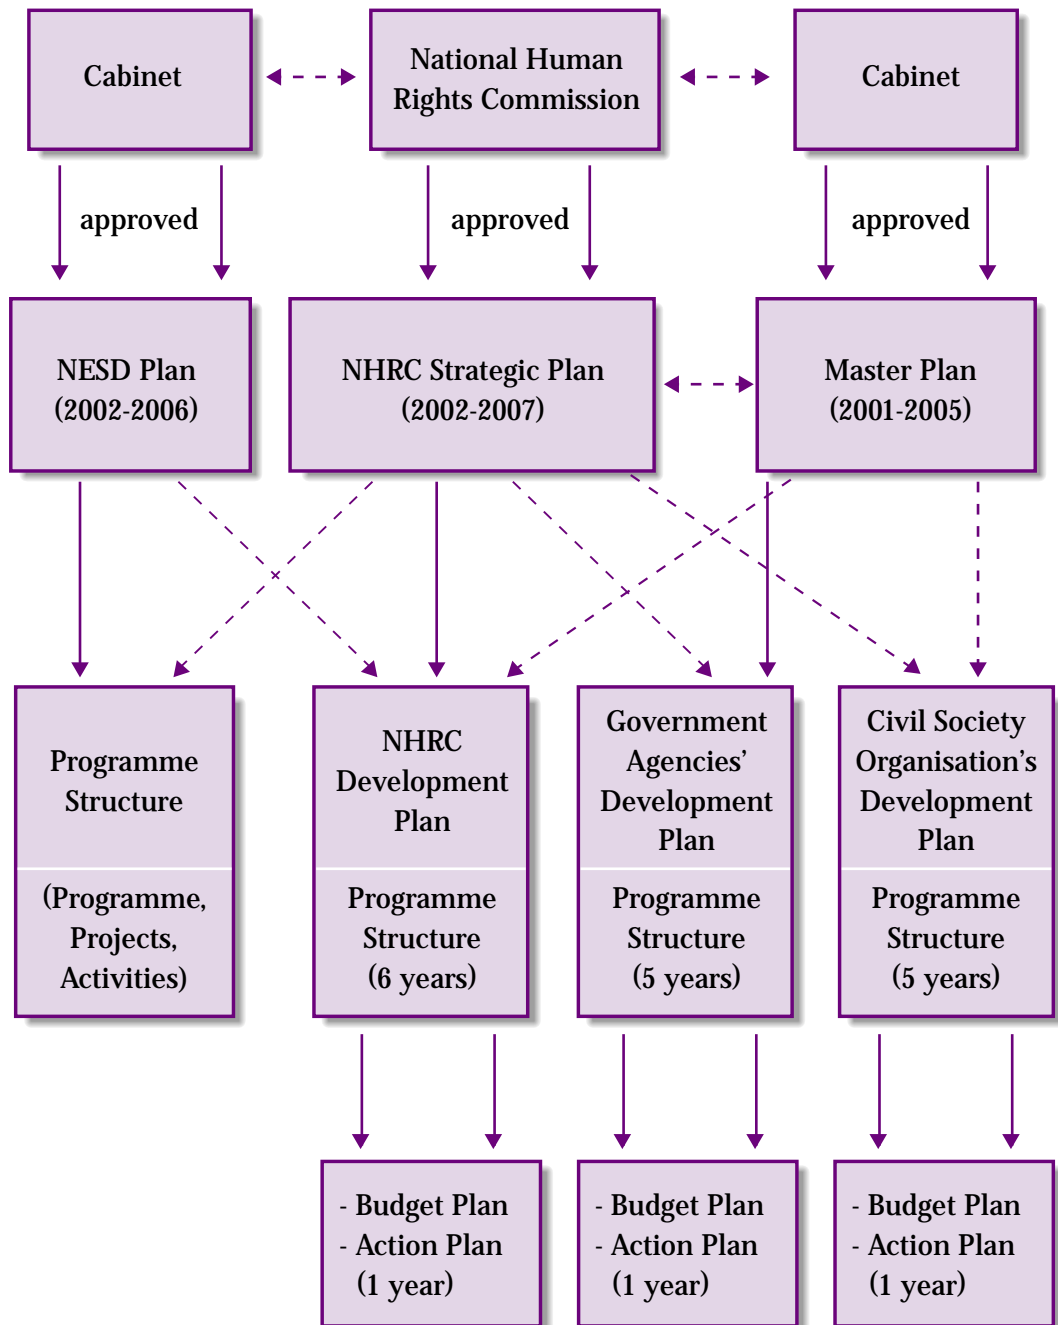 Cabinet
National Human
Rights Commission
Cabinet
approved
approved
approved
NESD Plan
(2002-2006)
NHRC Strategic Plan
(2002-2007)
Master Plan
(2001-2005)
Programme
Structure
(Programme,
Projects,
Activities)
NHRC
Development
Plan
Programme
Structure
(6 years)
Government
Agencies’
Development
Plan
Programme
Structure
(5 years)
Civil Society
Organisation’s
Development
Plan
Programme
Structure
(5 years)
- Budget Plan
- Action Plan
(1 year)
- Budget Plan
- Action Plan
(1 year)
- Budget Plan
- Action Plan
(1 year)